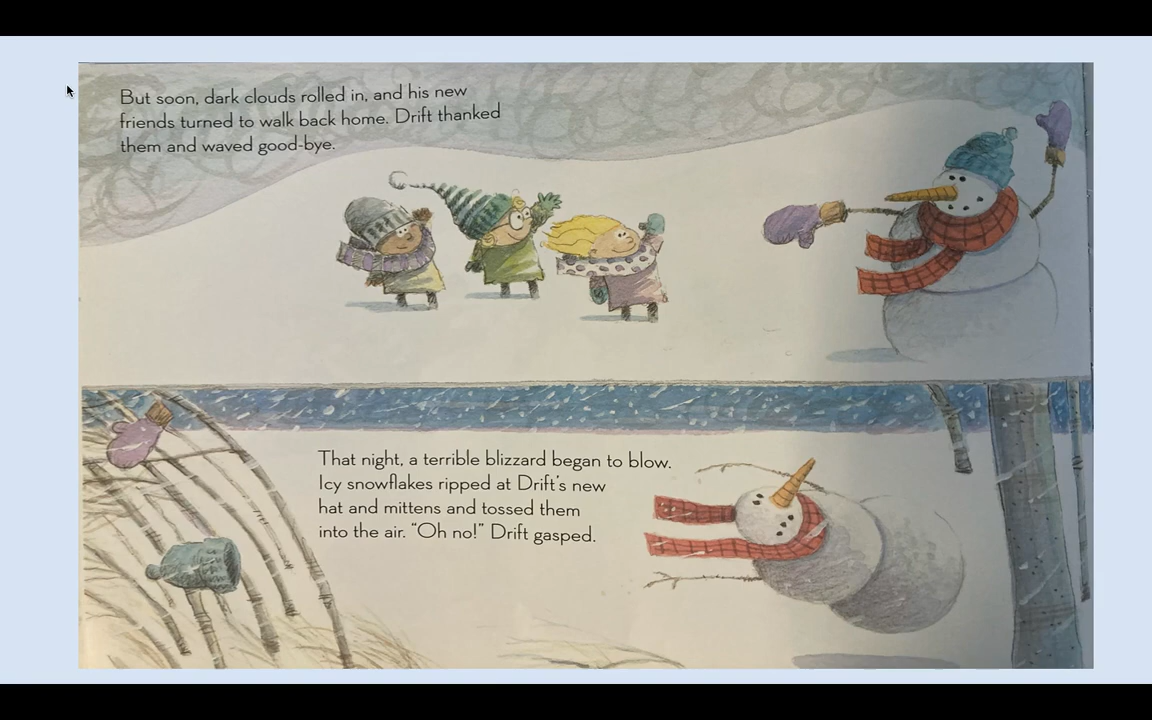 But soon, dark clouds rolled in, and his new
friends turned to walk back home. Drift thanked
them and waved good-bye.
That night, a terrible blizzard began to blow.
Icy snowflakes ripped at Drift's new
hat and mittens and tossed them
into the air. “Oh no!” Drift gasped.